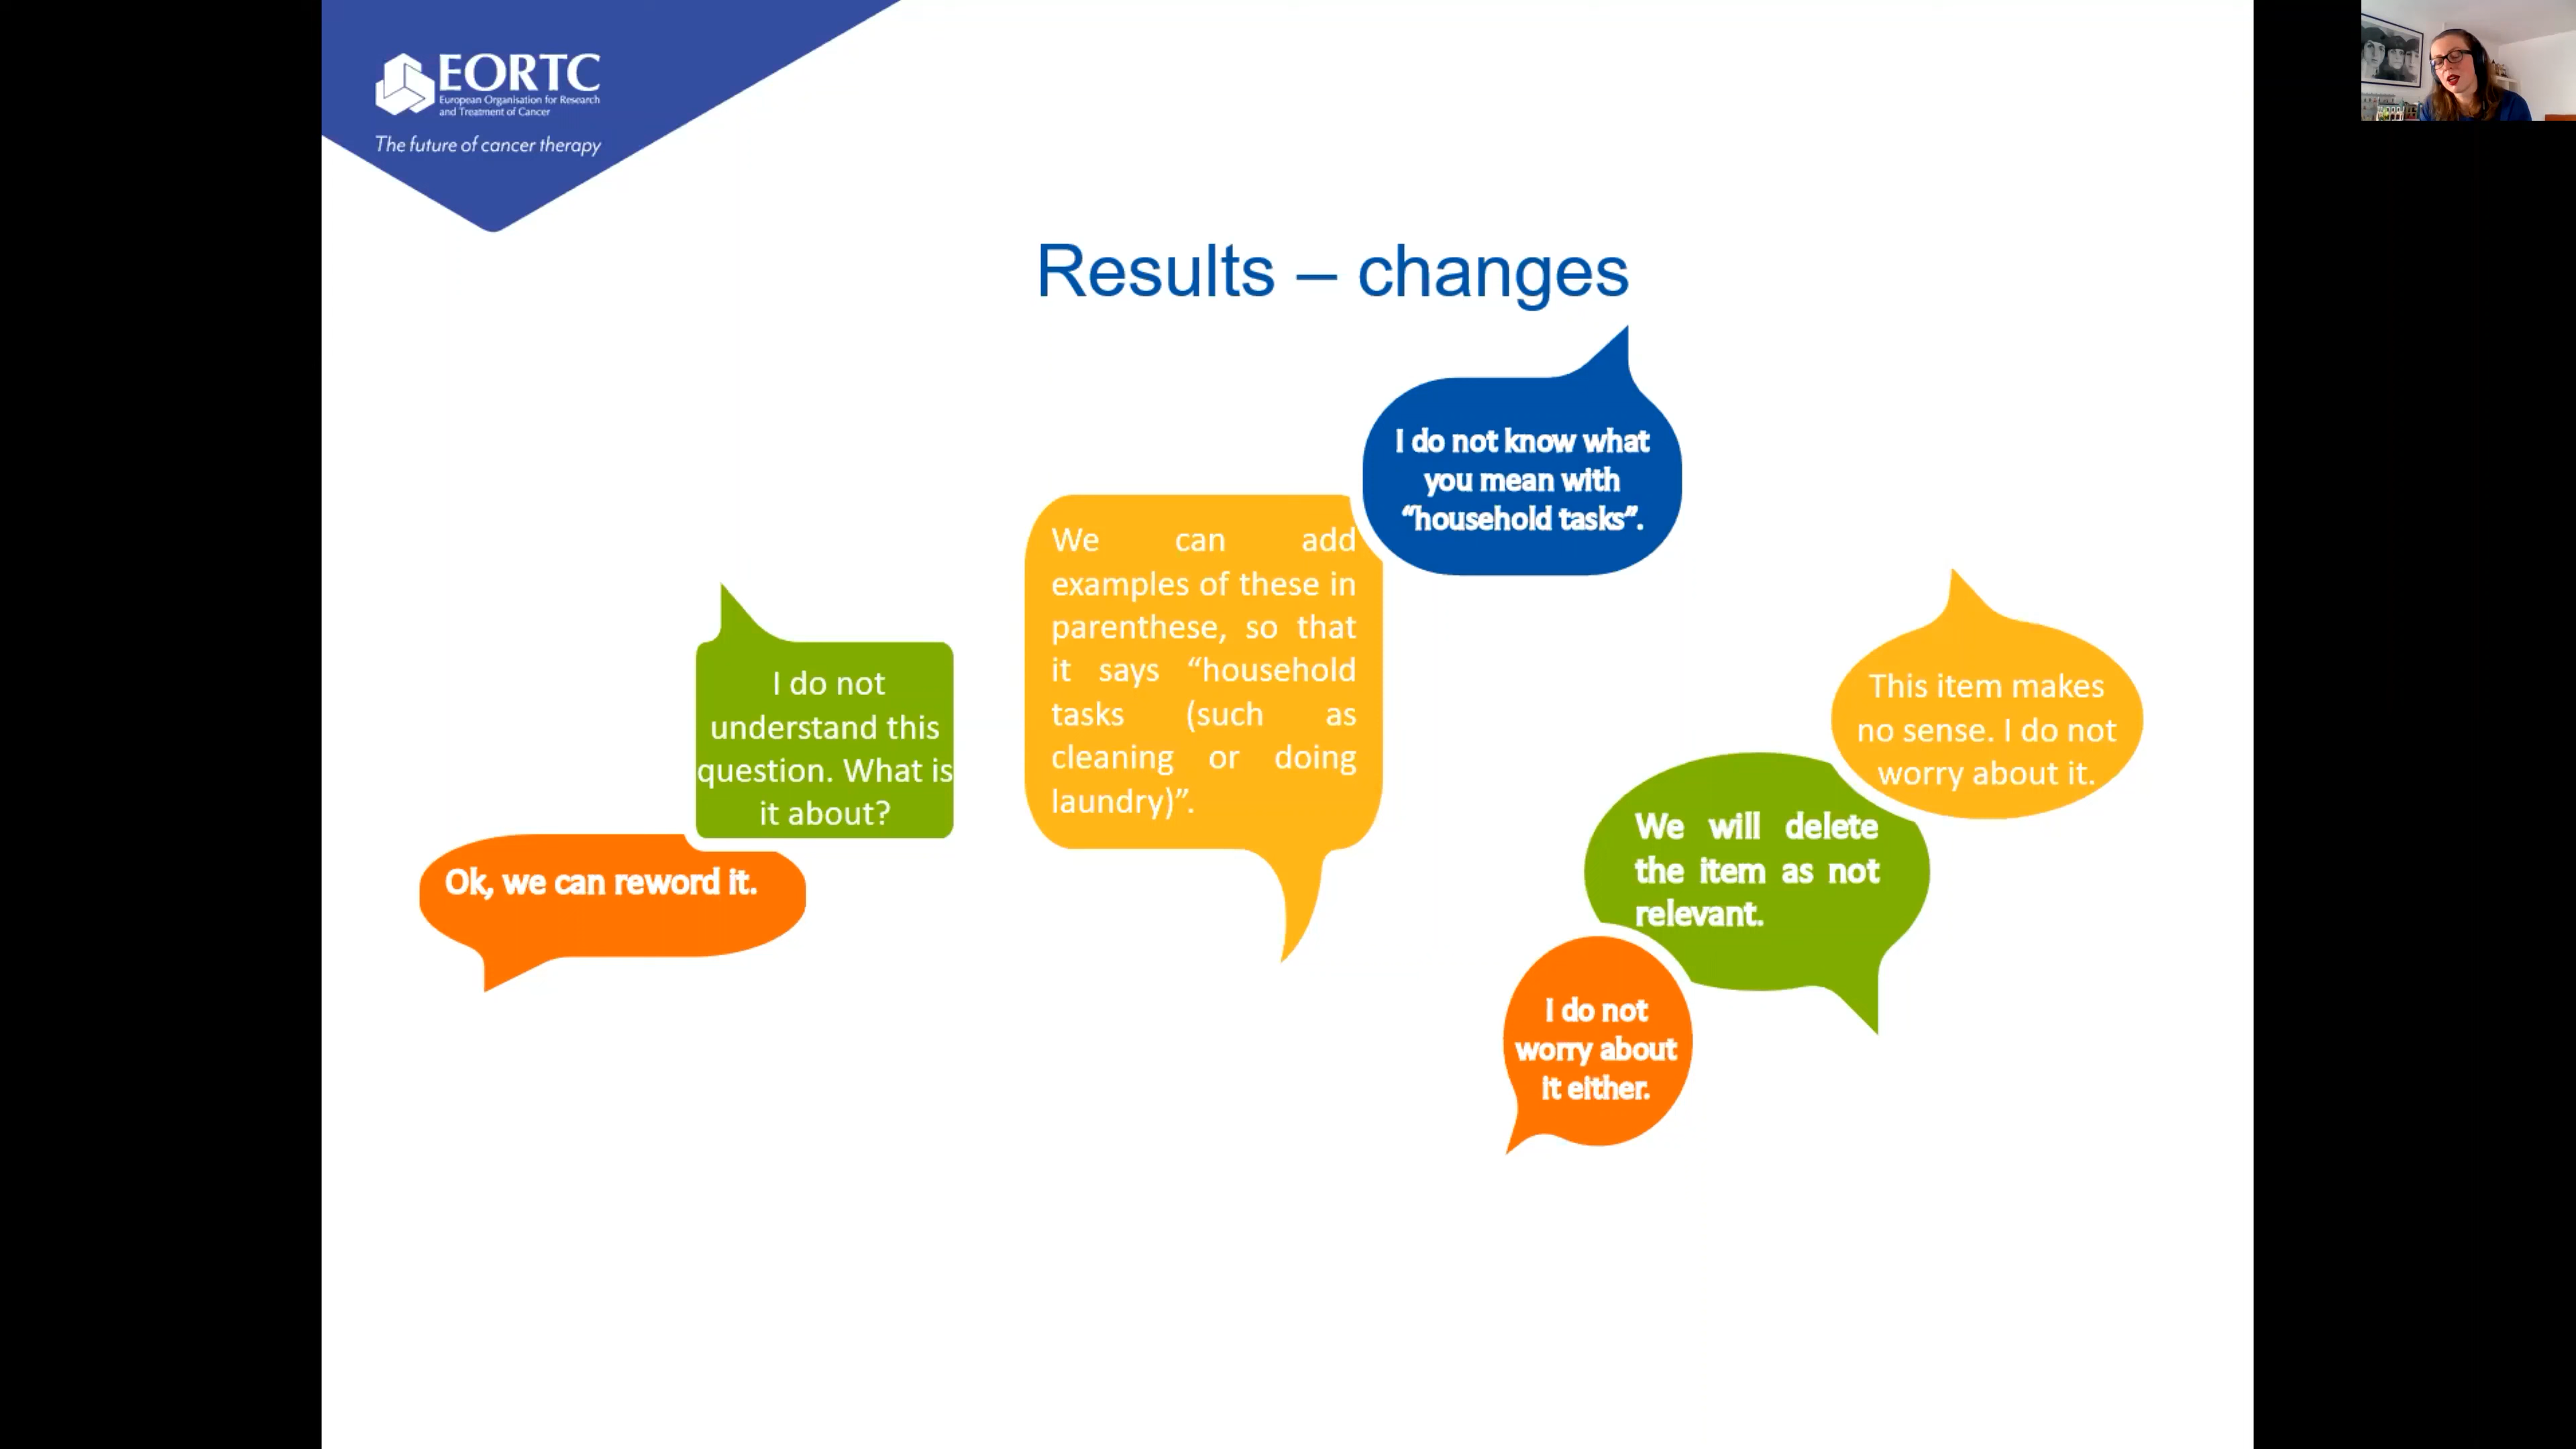 EORTC
European Organisation for Research
and Treatment of Cancer
The future of cancer therapy
Results – changes
I do not know what
you mean with
“household tasks”.
We can add
examples of these in
parenthese, so that
it says “household
tasks (such as
cleaning or doing
laundry)”.
I do not
understand this
question. What is
it about?
Ok, we can reword it.
This item makes
no sense. I do not
worry about it.
We will delete
the item as not
relevant.
I do not
worry about
it either.